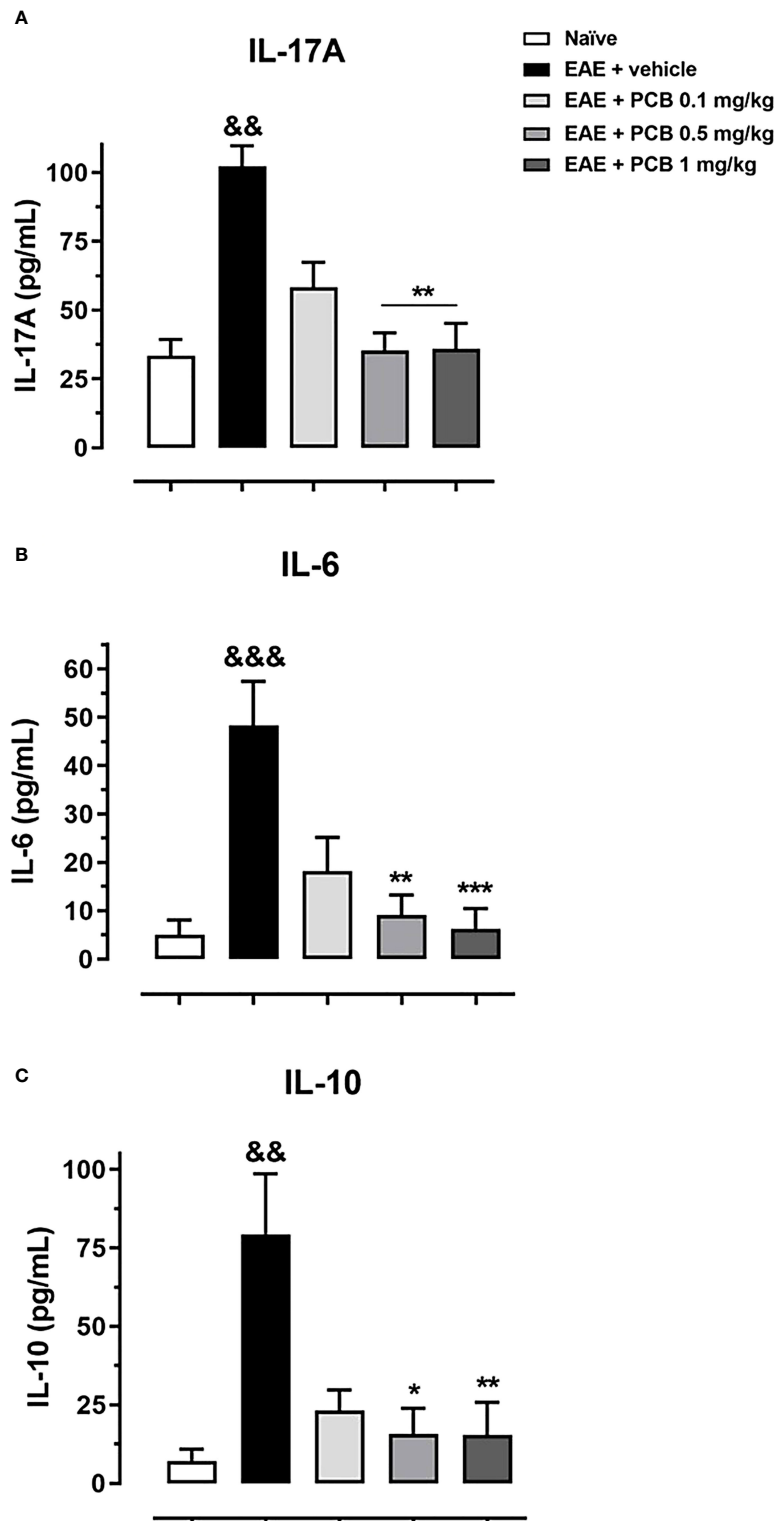 A
IL-17A
Naïve
EAE + vehicle
EAE + PCB 0.1 mg/kg
EAE + PCB 0.5 mg/kg
EAE + PCB 1 mg/kg
&&
100
75
50
25
0
IL-17A (pg/mL)
**
B
IL-6
&&&
60
50
40
30
20
10
0
IL-6 (pg/mL)
**
***
C
IL-10
&&
100
75
50
25
0
IL-10 (pg/mL)
*
**